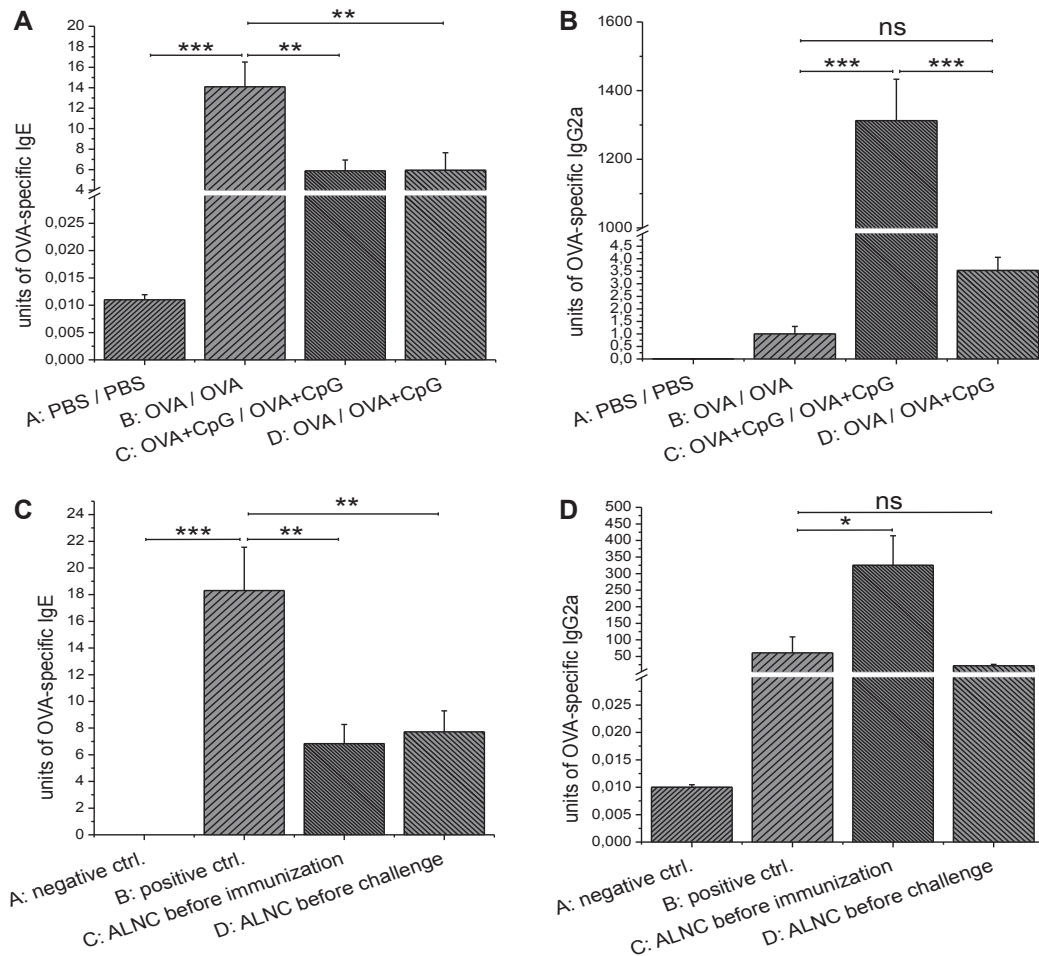 A
units of OVA-specific IgE
20
18
16
14
12
10
8
6
4
0,025
0,020
0,015
0,010
0,005
0,000
***
**
**
A: PBS / PBS
B: OVA / OVA
C: OVA+CpG / OVA+CpG
D: OVA / OVA+CpG
B
units of OVA-specific IgG2a
1600
1400
1200
1000
4,5
4,0
3,5
3,0
2,5
2,0
1,5
1,0
0,5
0,0
ns
***
***
A: PBS / PBS
B: OVA / OVA
C: OVA+CpG / OVA+CpG
D: OVA / OVA+CpG
C
units of OVA-specific IgE
24
22
20
18
16
14
12
10
8
6
4
2
0
***
**
**
A: negative ctrl.
B: positive ctrl.
C: ALNC before immunization
D: ALNC before challenge
D
units of OVA-specific IgG2a
500
450
400
350
300
250
200
150
100
50
0,025
0,020
0,015
0,010
0,005
0,000
ns
*
A: negative ctrl.
B: positive ctrl.
C: ALNC before immunization
D: ALNC before challenge